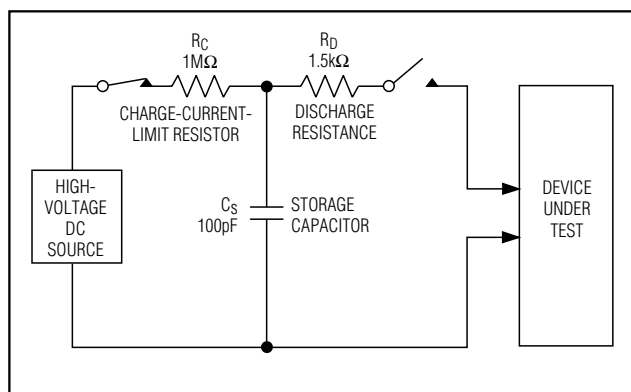 R_C
1MΩ
CHARGE-CURRENT-
LIMIT RESISTOR
R_D
1.5kΩ
DISCHARGE
RESISTANCE
HIGH-
VOLTAGE
DC
SOURCE
C_S
100pF
STORAGE
CAPACITOR
DEVICE
UNDER
TEST